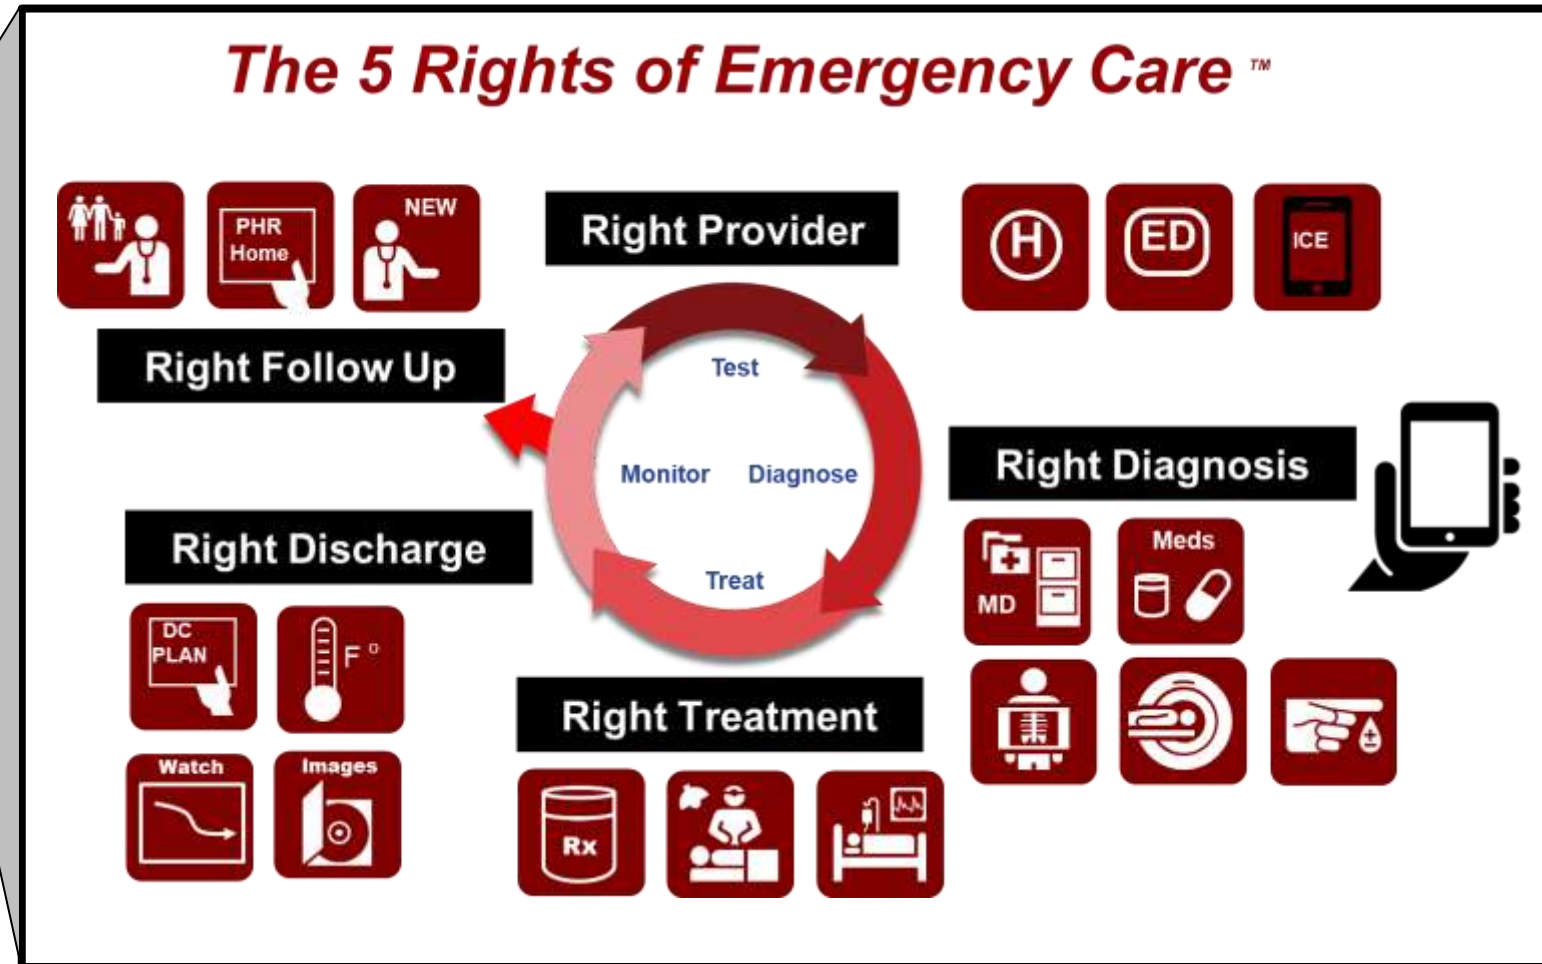 The 5 Rights of Emergency Care ™
PHR
Home
NEW
Right Provider
H
ED
ICE
Right Follow Up
Test
Monitor
Diagnose
Treat
Right Diagnosis
MD
Meds
±
Right Discharge
DC
PLAN
F °
Watch
Images
Right Treatment
Rx